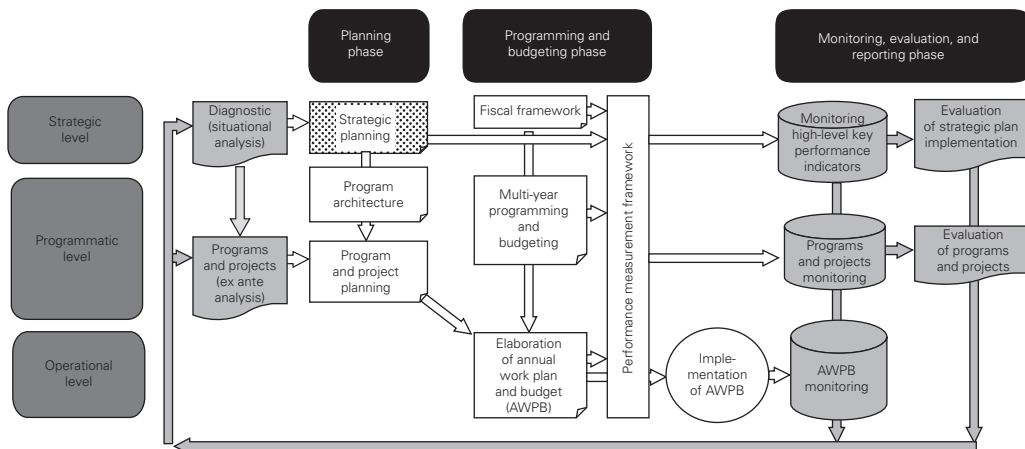 Planning
phase
Programming and
budgeting phase
Monitoring, evaluation, and
reporting phase
Strategic
level
Diagnostic
(situational
analysis)
Strategic
planning
Fiscal framework
Monitoring
high-level key
performance
indicators
Evaluation
of strategic plan
implementation
Programmatic
level
Program
architecture
Multi-year
programming
and
budgeting
Performance measurement framework
Programs
and projects
(ex ante
analysis)
Program
and project
planning
Programs
and projects
monitoring
Evaluation
of programs
and projects
Operational
level
Elaboration
of annual
work plan
and budget
(AWPB)
Imple-
mentation
of AWPB
AWPB
monitoring